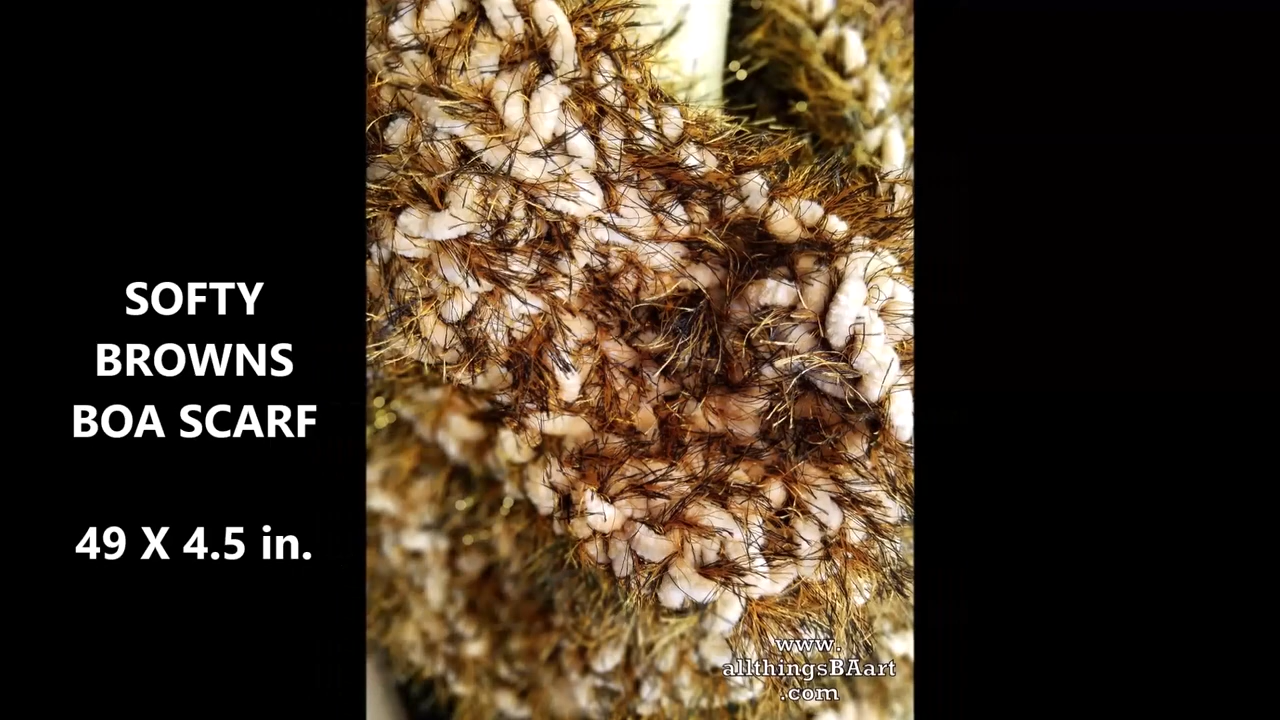 SOFTY
BROWNS
BOA SCARF
49 X 4.5 in.
www.
allthingsBAart
.com